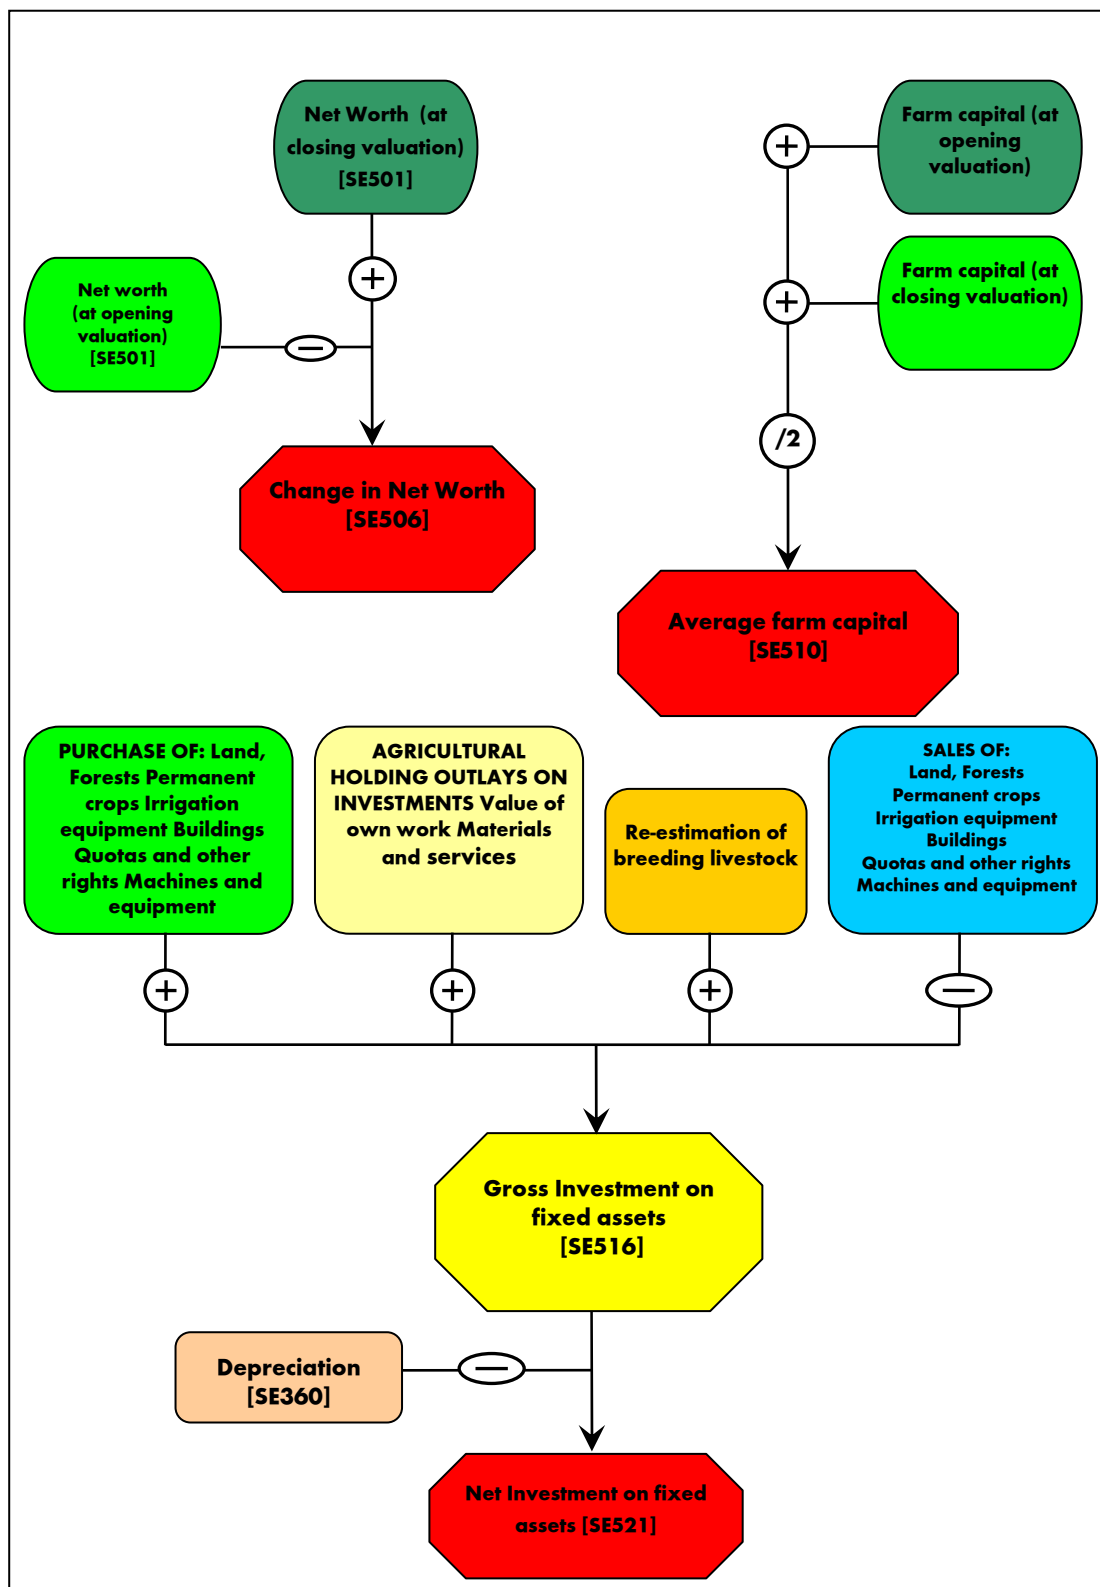 Net Worth (at
closing valuation)
[SE501]
+
Net worth
(at opening
valuation)
[SE501]
—
Change in Net Worth
[SE506]
Farm capital (at
opening
valuation)
+
Farm capital (at
closing valuation)
+
/2
Average farm capital
[SE510]
PURCHASE OF: Land,
Forests Permanent
crops Irrigation
equipment Buildings
Quotas and other
rights Machines and
equipment
AGRICULTURAL
HOLDING OUTLAYS ON
INVESTMENTS Value of
own work Materials
and services
Re-estimation of
breeding livestock
SALES OF:
Land, Forests
Permanent crops
Irrigation equipment
Buildings
Quotas and other rights
Machines and equipment
+
+
+
—
Gross Investment on
fixed assets
[SE516]
Depreciation
[SE360]
—
Net Investment on fixed
assets [SE521]